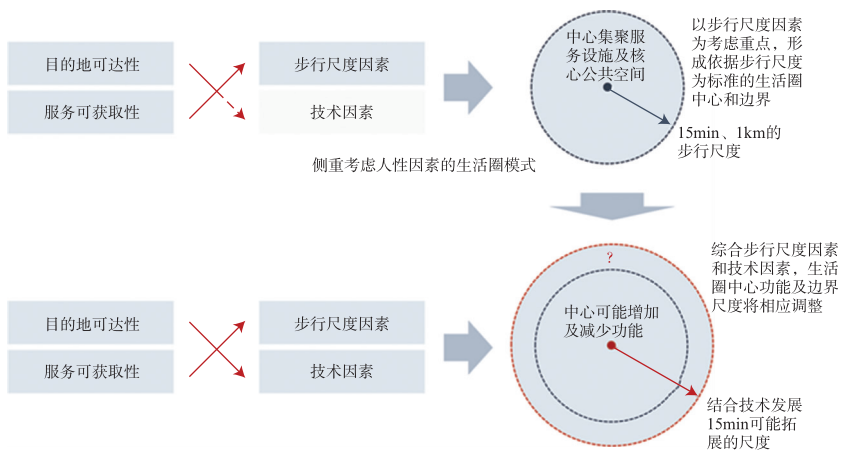 目的地可达性
服务可获取性
步行尺度因素
技术因素
中心集聚服
务设施及核
心公共空间
以步行尺度因素
为考虑重点，形
成依据步行尺度
为标准的生活圈
中心和边界
15min、1km的
步行尺度
侧重考虑人性因素的生活圈模式
目的地可达性
服务可获取性
步行尺度因素
技术因素
?
中心可能增加
及减少功能
综合步行尺度因素
和技术因素，生活
圈中心功能及边界
尺度将相应调整
结合技术发展
15min可能拓
展的尺度